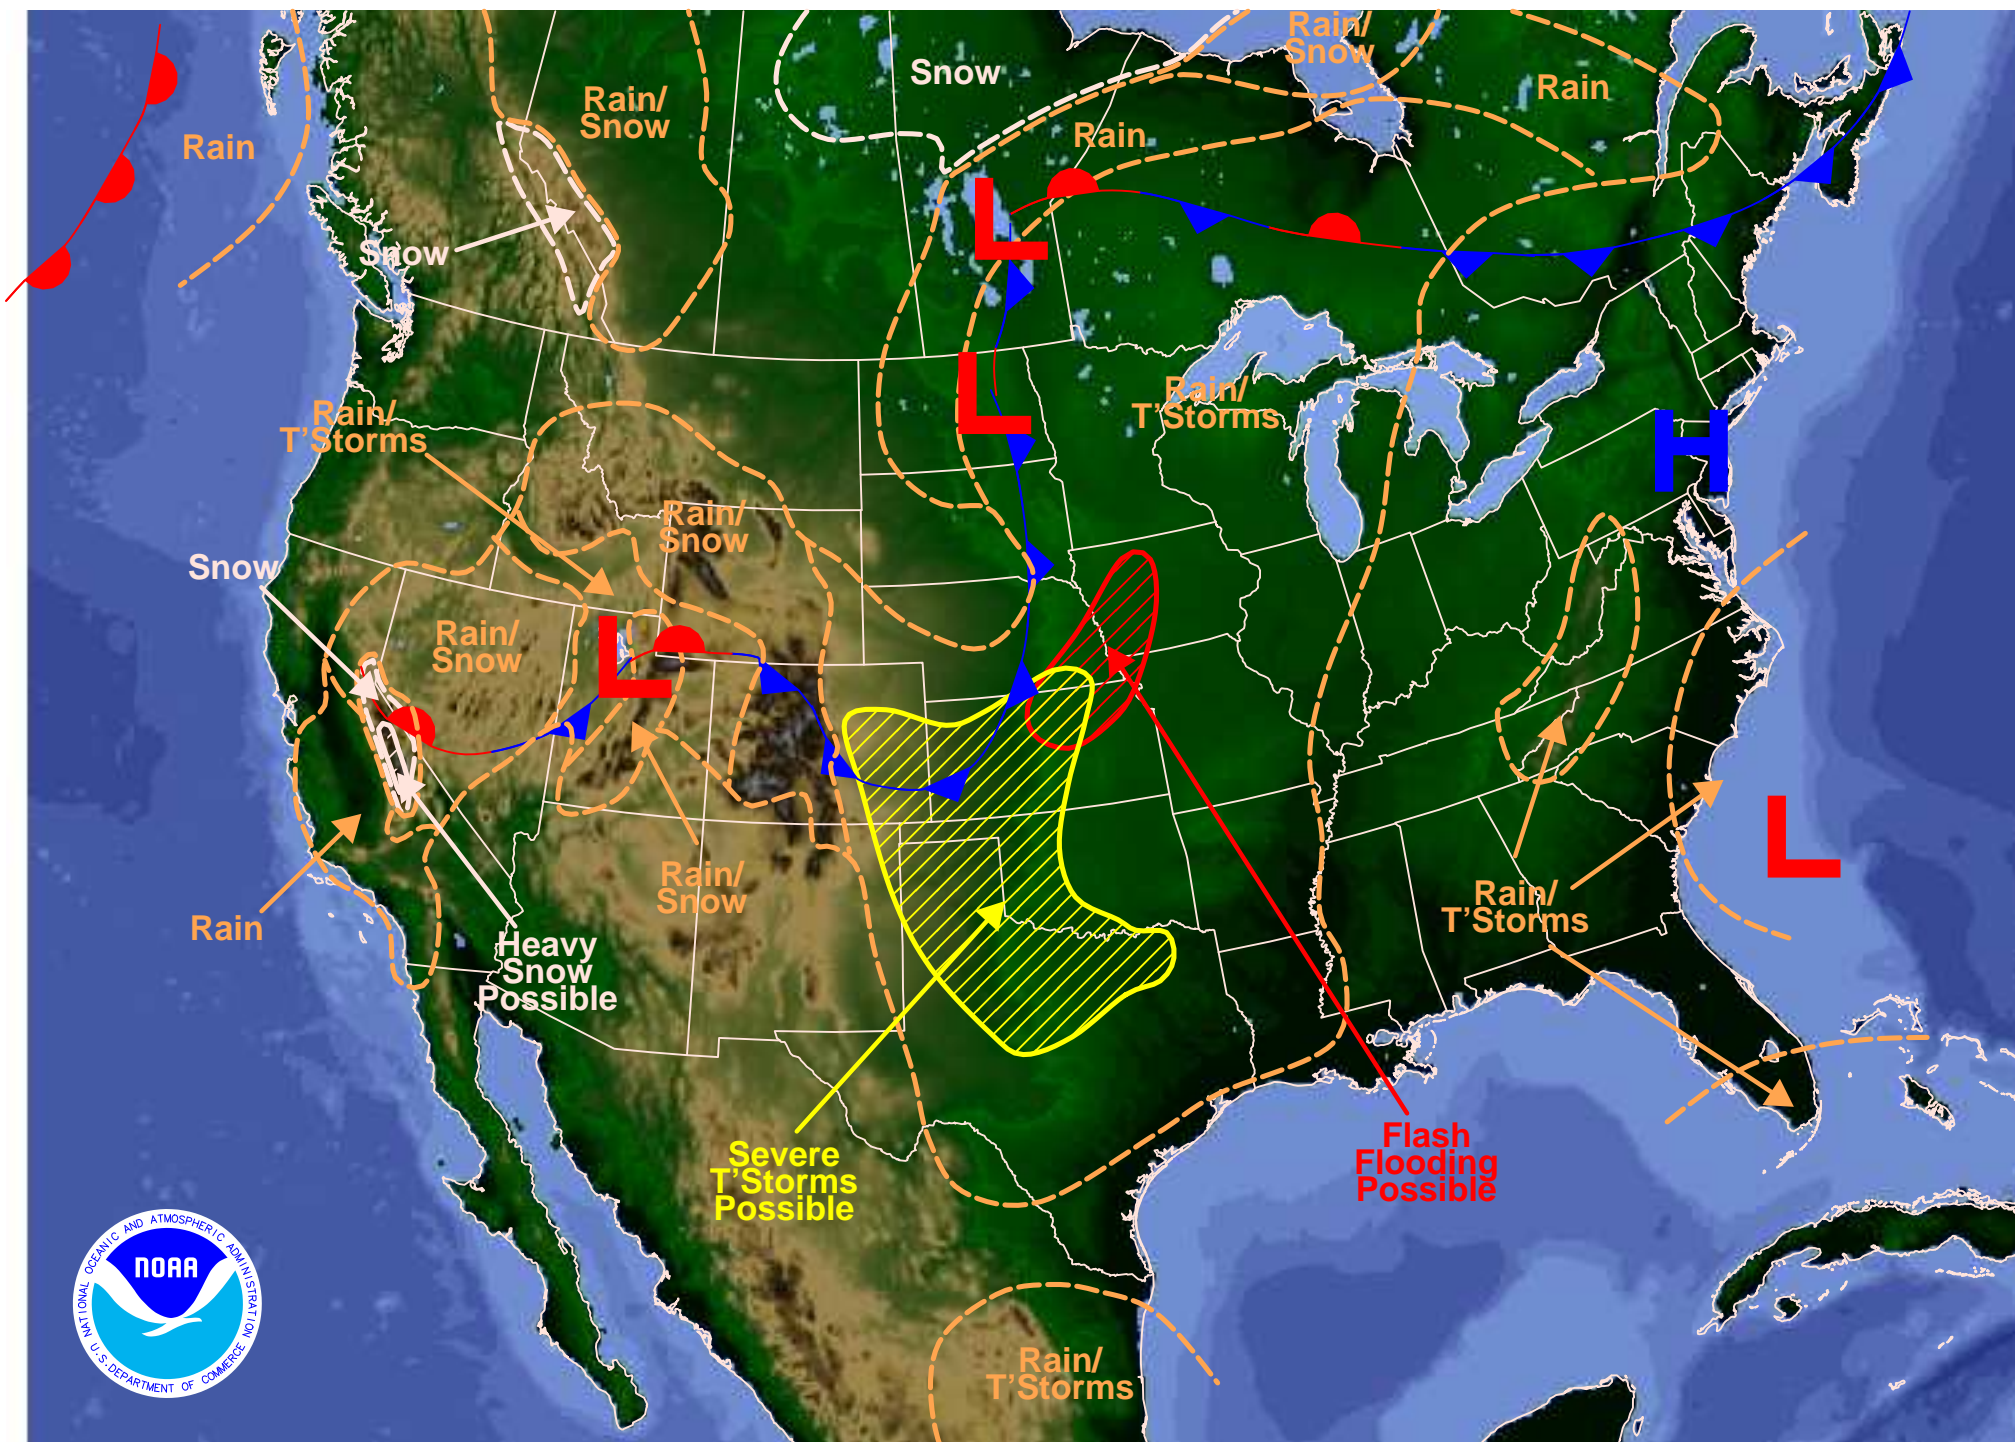 Rain/
Snow
Snow
Rain/
Snow
Rain
Rain
Rain
Snow
L
Rain/
T'Storms
L
Rain/
T'Storms
H
Rain/
Snow
Snow
Rain/
Snow
L
L
Rain/
Snow
Rain/
T'Storms
Rain
Heavy
Snow
Possible
Severe
T'Storms
Possible
Flash
Flooding
Possible
Rain/
T'Storms
NATIONAL OCEANIC AND ATMOSPHERIC ADMINISTRATION
NOAA
U.S. DEPARTMENT OF COMMERCE